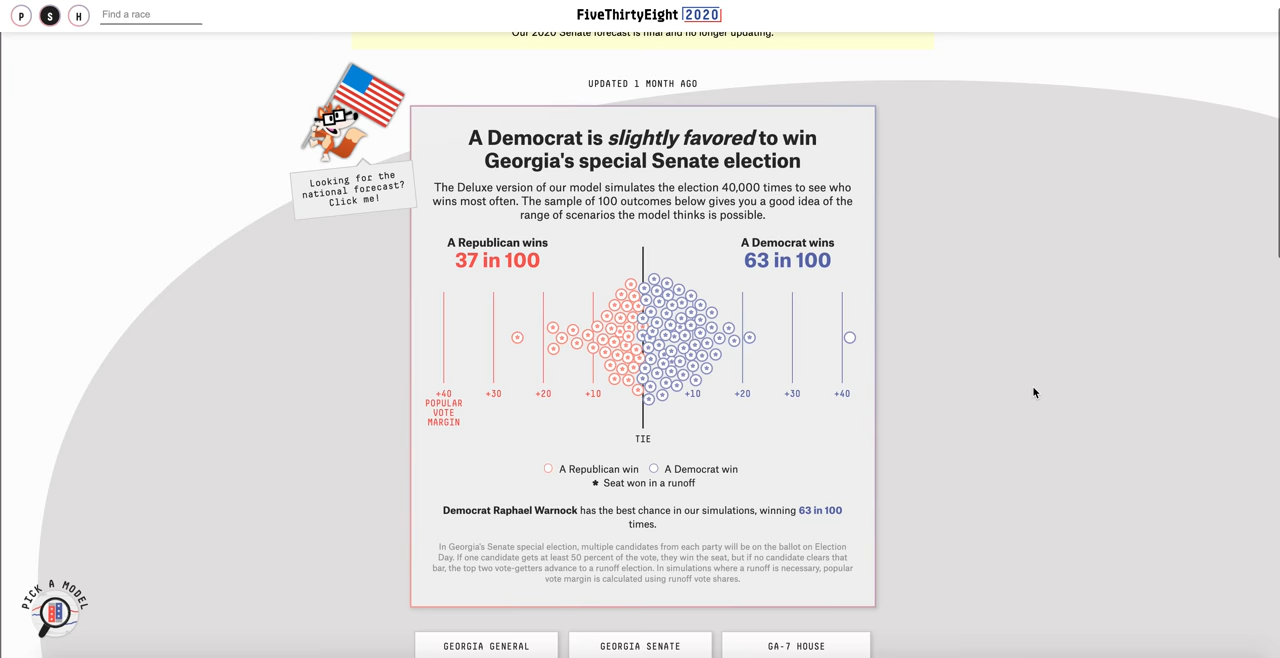 P S H Find a race FiveThirtyEight 2020
Our 2020 Senate forecast is final and no longer updating.
UPDATED 1 MONTH AGO
Looking for the
national forecast?
Click me!
A Democrat is slightly favored to win
Georgia's special Senate election
The Deluxe version of our model simulates the election 40,000 times to see who
wins most often. The sample of 100 outcomes below gives you a good idea of the
range of scenarios the model thinks is possible.
A Republican wins
37 in 100
A Democrat wins
63 in 100
+40 +30 +20 +10 +10 +20 +30 +40
POPULAR
VOTE
MARGIN
TIE
A Republican win A Democrat win
★ Seat won in a runoff
Democrat Raphael Warnock has the best chance in our simulations, winning 63 in 100
times.
In Georgia's Senate special election, multiple candidates from each party will be on the ballot on Election
Day. If one candidate gets at least 50 percent of the vote, they win the seat, but if no candidate clears that
bar, the top two vote-getters advance to a runoff election. In simulations where a runoff is necessary, popular
vote margin is calculated using runoff vote shares.
PICK A MODEL
GEORGIA GENERAL GEORGIA SENATE GA-7 HOUSE